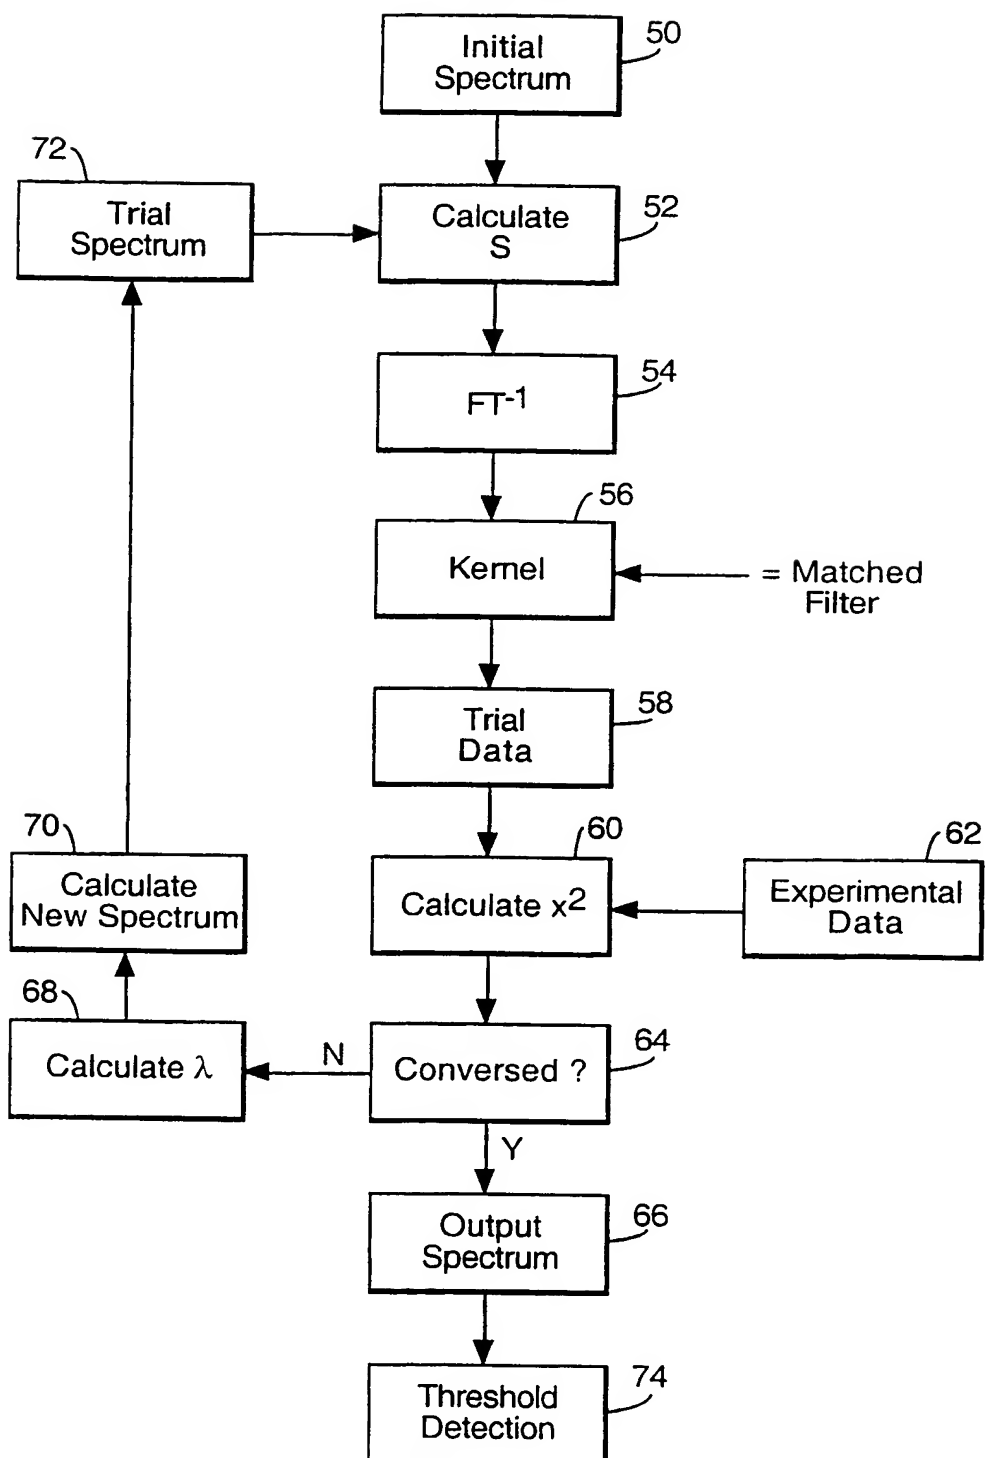 Initial
Spectrum
50
72
Trial
Spectrum
Calculate
S
52
FT⁻¹
54
56
Kernel
= Matched
Filter
Trial
Data
58
60
Calculate x²
62
Experimental
Data
70
Calculate
New Spectrum
68
Calculate λ
N
Conversed ?
64
Y
Output
Spectrum
66
Threshold
Detection
74